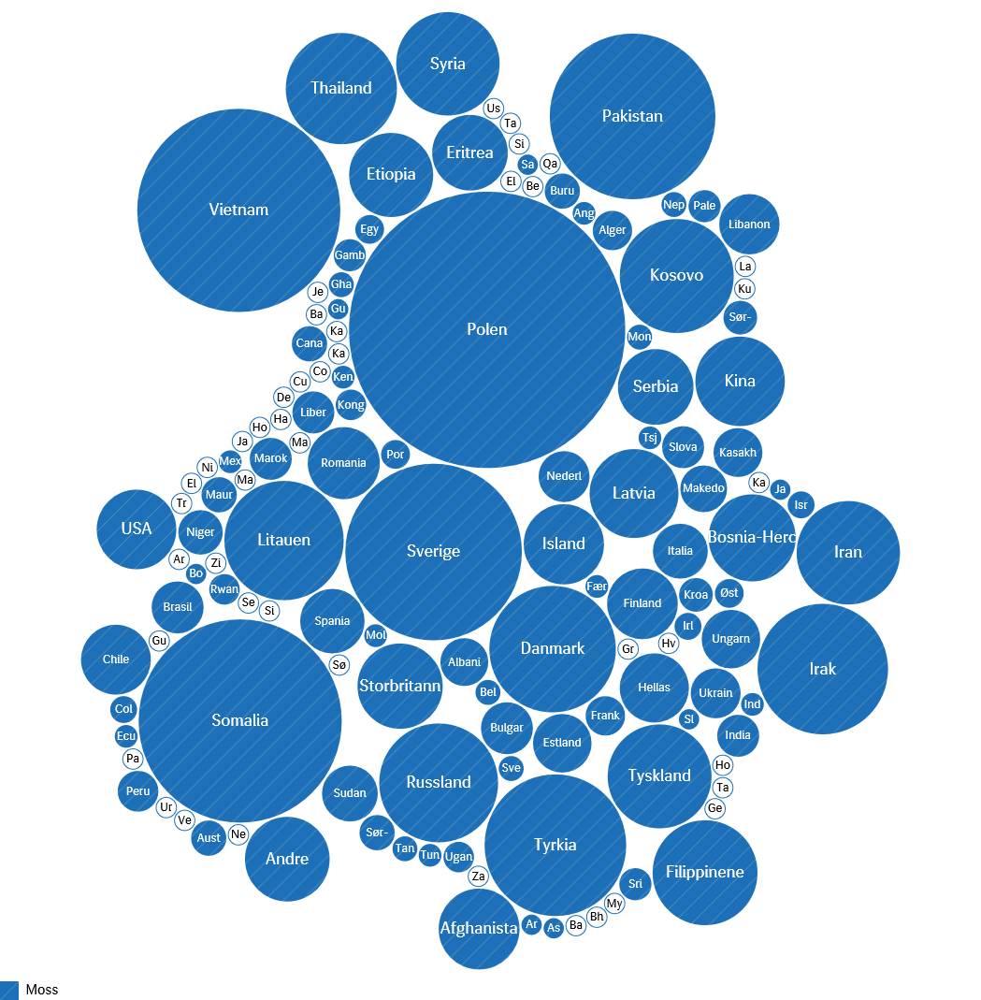 Syria
Thailand
Pakistan
Us
Ta
Si
Eritrea
Sa
Qa
Etiopia
El
Be
Buru
Nep
Pale
Vietnam
Ang
Libanon
Egy
Alger
Gamb
La
Kosovo
Gha
Ku
Je
Gu
Ba
Sør-
Ka
Polen
Mon
Cana
Ka
Co
Ken
Cu
Kina
Serbia
De
Kong
Liber
Ha
Ho
Tsj
Ja
Ma
Slova
Kasakh
Por
Marok
Mex
Romania
Ni
Nederl
Ma
El
Ka
Makedo
Ja
Maur
Latvia
Tr
Isr
USA
Niger
Litauen
Bosnia-Herc
Island
Sverige
Italia
Iran
Ar
Zi
Bo
Fær
Rwan
Kroa
Øst
Se
Finland
Brasil
Si
Spania
Irl
Mol
Ungarn
Gu
Hv
Danmark
Gr
Chile
Sø
Albani
Irak
Storbritann
Hellas
Bel
Ukrain
Ind
Col
Frank
Sl
Somalia
Bulgar
Ecu
India
Estland
Pa
Ho
Sve
Tyskland
Russland
Ta
Peru
Sudan
Ur
Ge
Ve
Sør-
Ne
Aust
Tyrkia
Tan
Tun
Ugan
Andre
Filippinene
Za
Sri
My
Bh
Afghanista
Ar
As
Ba
Moss